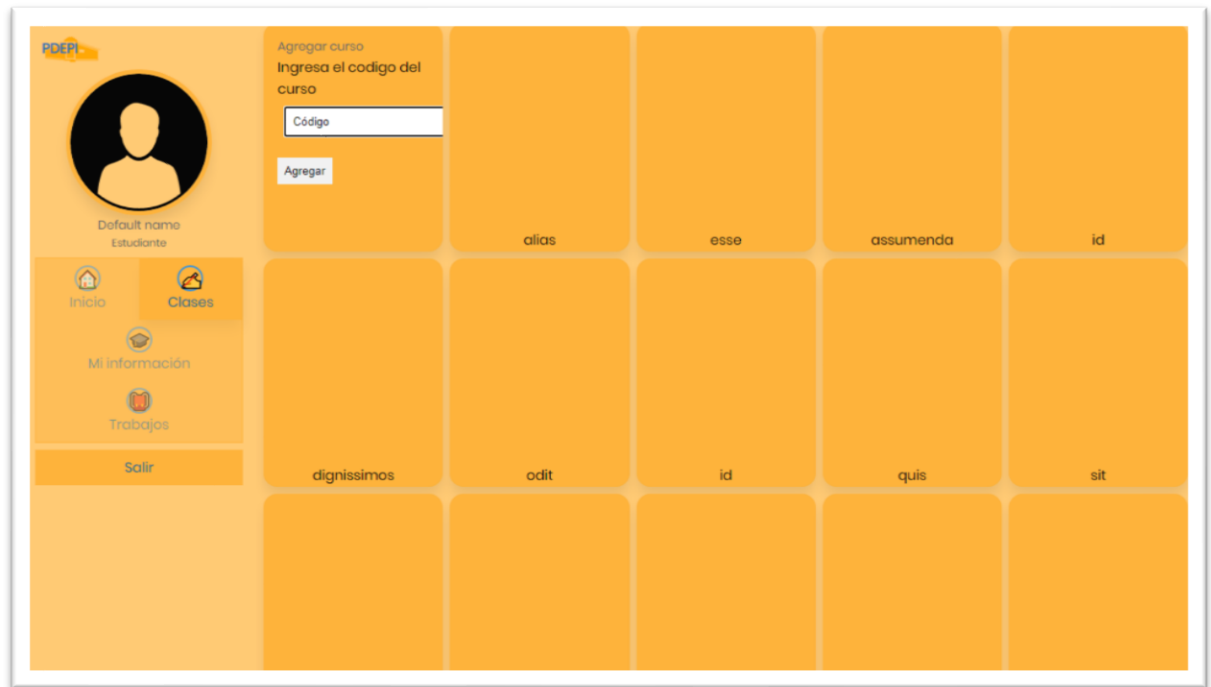 PDEPI
Default name
Estudiante
Inicio
Clases
Mi información
Trabajos
Salir
Agregar curso
Ingresa el codigo del
curso
Código
Agregar
alias
esse
assumenda
id
dignissimos
odit
id
quis
sit